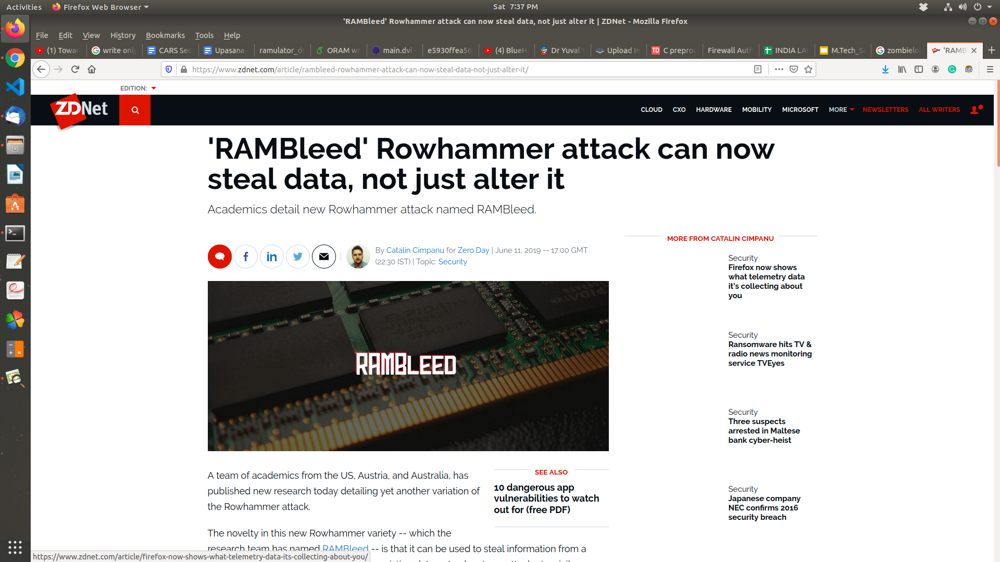 Activities
Firefox Web Browser
Sat 7:37 PM
'RAMBleed' Rowhammer attack can now steal data, not just alter it | ZDNet - Mozilla Firefox
File Edit View History Bookmarks Tools Help
(1) Towar
write only
CARS Sec
Upasana
ramulator_dr
ORAM wr
main.dvi
e5930ffea56
(4) BlueH
Dr Yuval Y
Upload Im
TD C preproc
Firewall Auth
INDIA LAB
M.Tech_Se
zombieloa
'RAMB
https://www.zdnet.com/article/rambleed-rowhammer-attack-can-now-steal-data-not-just-alter-it/
EDITION:
ZDNet
CLOUD CXO HARDWARE MOBILITY MICROSOFT MORE NEWSLETTERS ALL WRITERS
'RAMBleed' Rowhammer attack can now
steal data, not just alter it
Academics detail new Rowhammer attack named RAMBleed.
By Catalin Cimpanu for Zero Day | June 11, 2019 -- 17:00 GMT
(22:30 IST) | Topic: Security
RAMBLEED
A team of academics from the US, Austria, and Australia, has
published new research today detailing yet another variation of
the Rowhammer attack.
SEE ALSO
10 dangerous app
vulnerabilities to watch
out for (free PDF)
The novelty in this new Rowhammer variety -- which the
research team has named RAMBleed -- is that it can be used to steal information from a
MORE FROM CATALIN CIMPANU
Security
Firefox now shows
what telemetry data
it's collecting about
you
Security
Ransomware hits TV &
radio news monitoring
service TVEyes
Security
Three suspects
arrested in Maltese
bank cyber-heist
Security
Japanese company
NEC confirms 2016
security breach
https://www.zdnet.com/article/firefox-now-shows-what-telemetry-data-its-collecting-about-you/